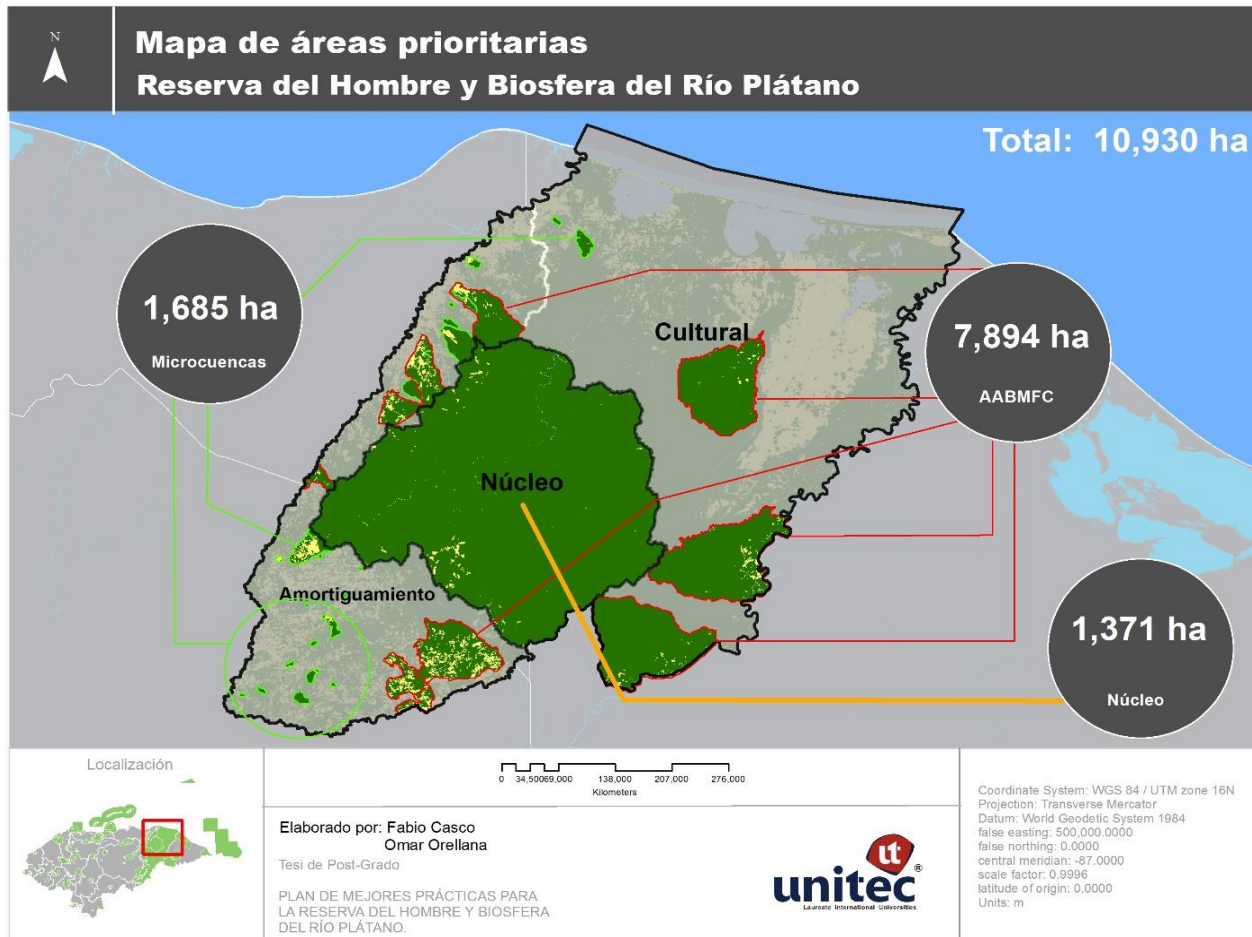 N
Mapa de áreas prioritarias
Reserva del Hombre y Biosfera del Río Plátano
Total: 10,930 ha
1,685 ha
Microcuencas
Cultural
7,894 ha
AABMFC
Núcleo
Amortiguamiento
1,371 ha
Núcleo
Localización
0 34,50069,000 138,000 207,000 276,000
Kilometers
Elaborado por: Fabio Casco
Omar Orellana
Tesi de Post-Grado
PLAN DE MEJORES PRÁCTICAS PARA
LA RESERVA DEL HOMBRE Y BIOSFERA
DEL RÍO PLÁTANO.
ut
unitec®
Laureate International Universities
Coordinate System: WGS 84 / UTM zone 16N
Projection: Transverse Mercator
Datum: World Geodetic System 1984
false easting: 500,000.0000
false northing: 0.0000
central meridian: -87.0000
scale factor: 0.9996
latitude of origin: 0.0000
Units: m